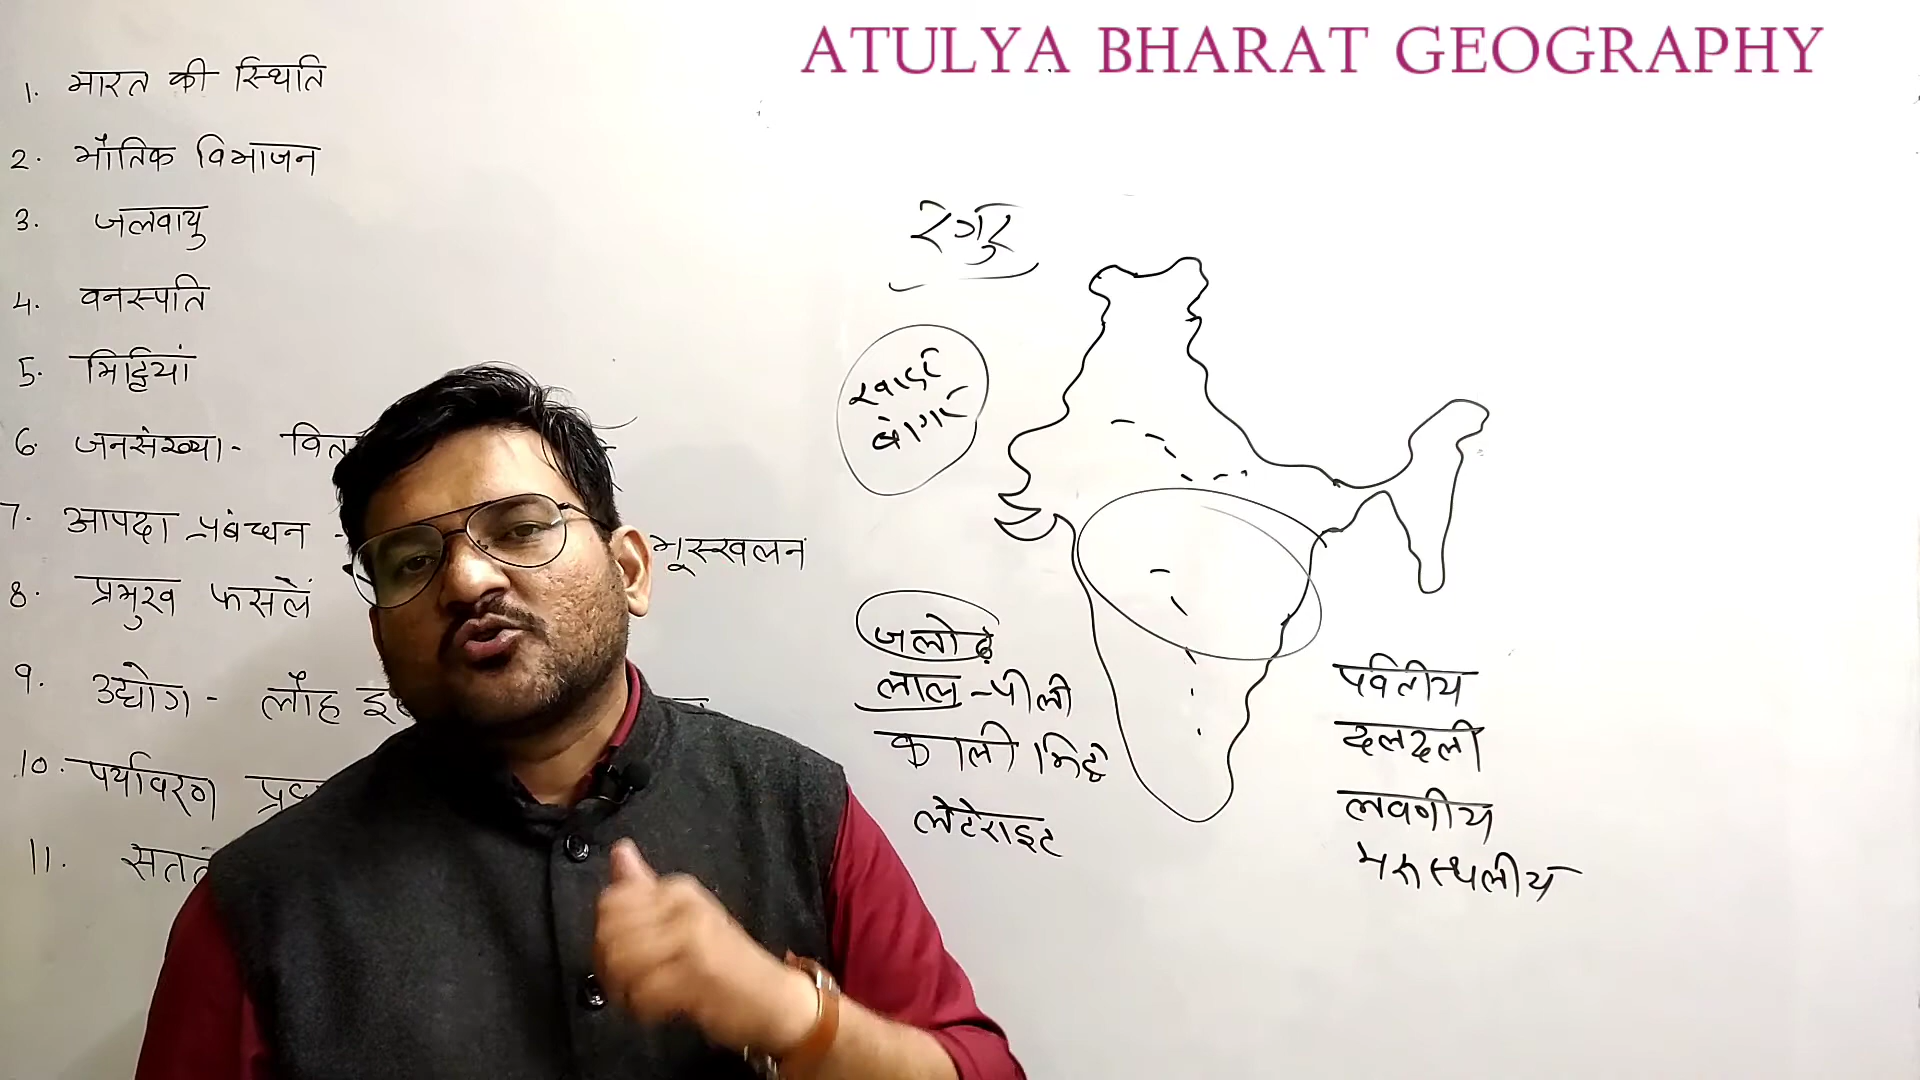 ATULYA BHARAT GEOGRAPHY
1. भारत की स्थिति
2. भौतिक विभाजन
3. जलवायु
4. वनस्पति
5. मिट्टियां
6. जनसंख्या -
7. आपदा प्रबंधन - भूस्खलन
8. प्रमुख फसलें
9. उद्योग - लौह
10. पर्यावरण
11.
रेगुर
खादर
बांगर
जलोढ़
लाल-पीली
काली
लेटेराइट
पर्वतीय
दलदली
लवणीय
मरुस्थलीय